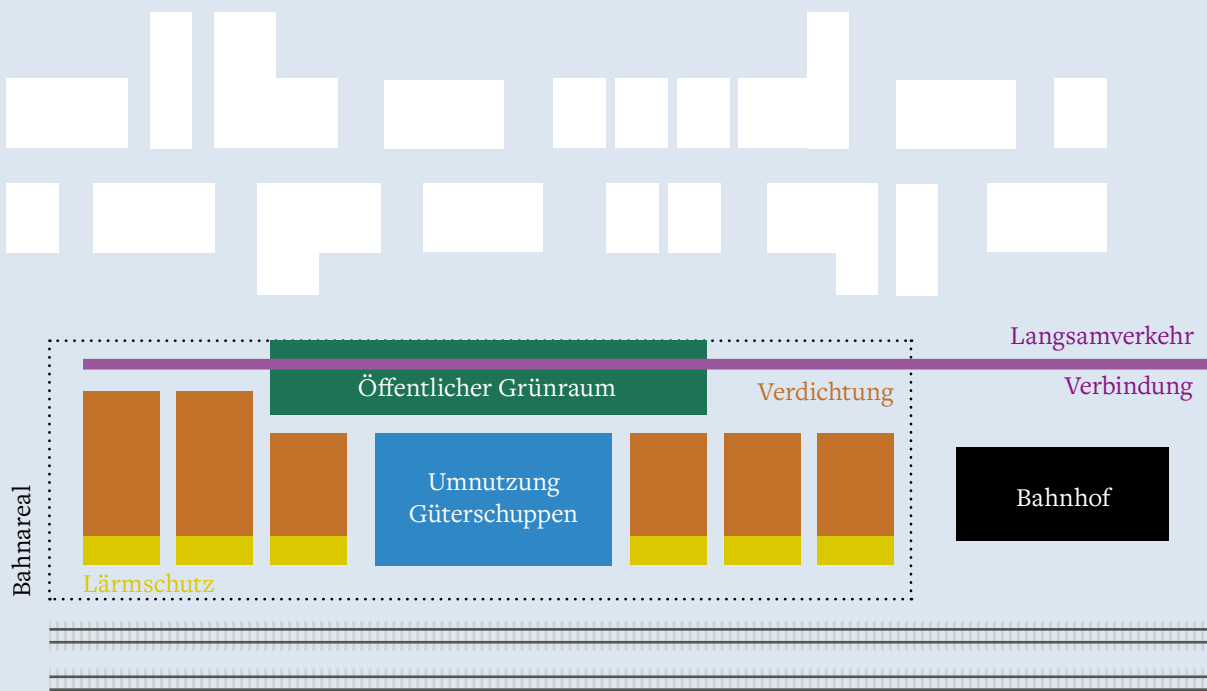 Langsamverkehr
Verbindung
Öffentlicher Grünraum
Verdichtung
Umnutzung
Güterschuppen
Bahnhof
Bahnareal
Lärmschutz